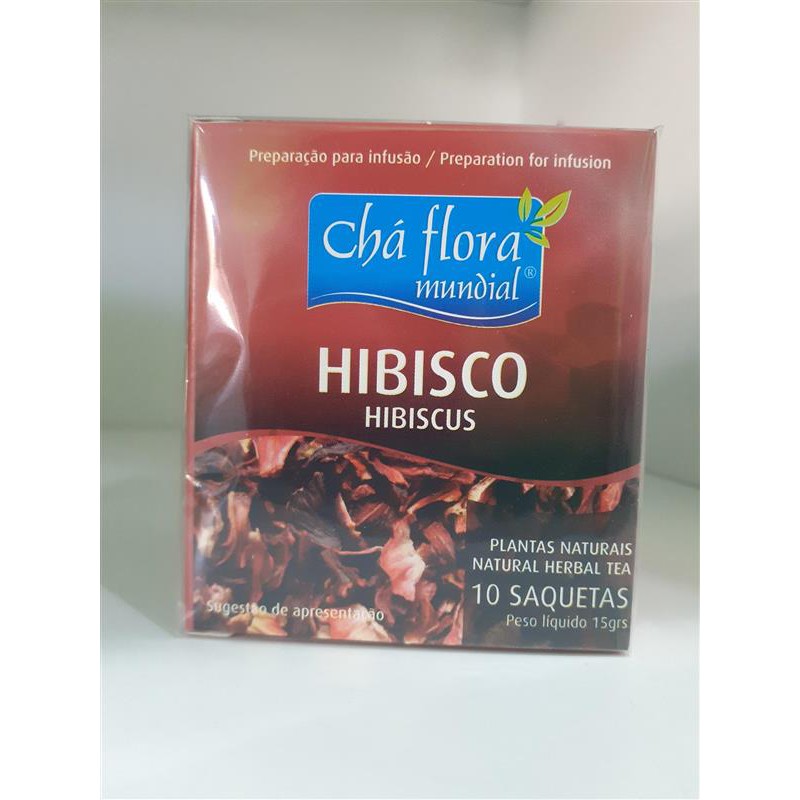 Preparação para infusão / Preparation for infusion
Chá flora
mundial®
HIBISCO
HIBISCUS
PLANTAS NATURAIS
NATURAL HERBAL TEA
10 SAQUETAS
Peso líquido 15grs
Sugestão de apresentação